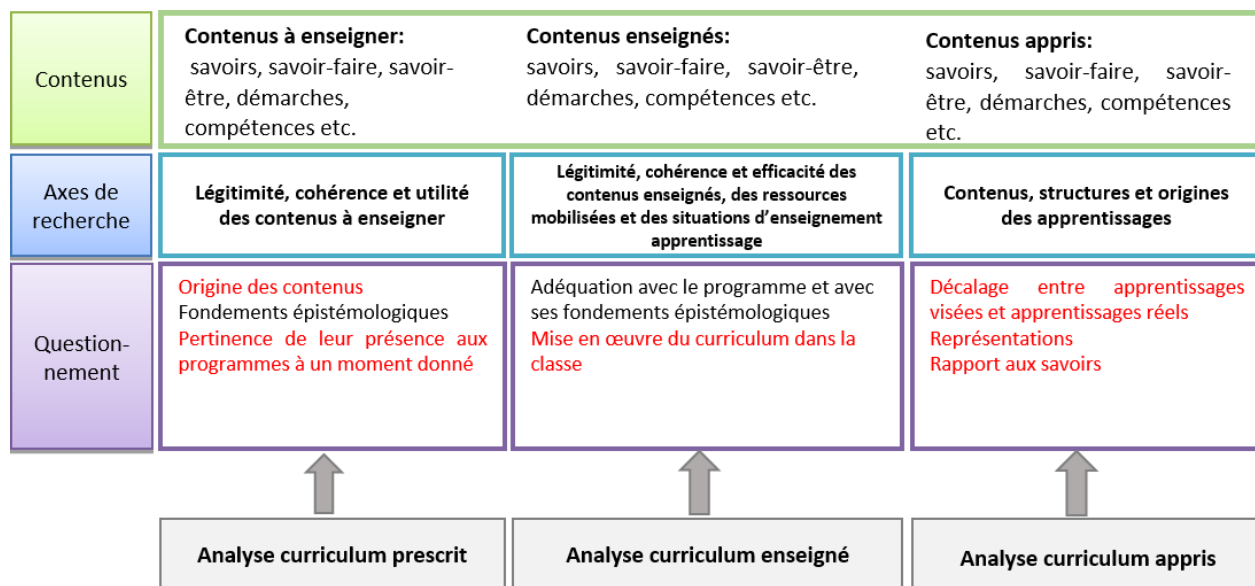 Contenus
Contenus à enseigner:
savoirs, savoir-faire, savoir-
être, démarches,
compétences etc.
Contenus enseignés:
savoirs, savoir-faire, savoir-être,
démarches, compétences etc.
Contenus appris:
savoirs, savoir-faire, savoir-
être, démarches, compétences
etc.
Axes de
recherche
Légitimité, cohérence et utilité
des contenus à enseigner
Légitimité, cohérence et efficacité des
contenus enseignés, des ressources
mobilisées et des situations d’enseignement
apprentissage
Contenus, structures et origines
des apprentissages
Question-
nement
Origine des contenus
Fondements épistémologiques
Pertinence de leur présence aux
programmes à un moment donné
Adéquation avec le programme et avec
ses fondements épistémologiques
Mise en œuvre du curriculum dans la
classe
Décalage entre apprentissages
visées et apprentissages réels
Représentations
Rapport aux savoirs
Analyse curriculum prescrit
Analyse curriculum enseigné
Analyse curriculum appris